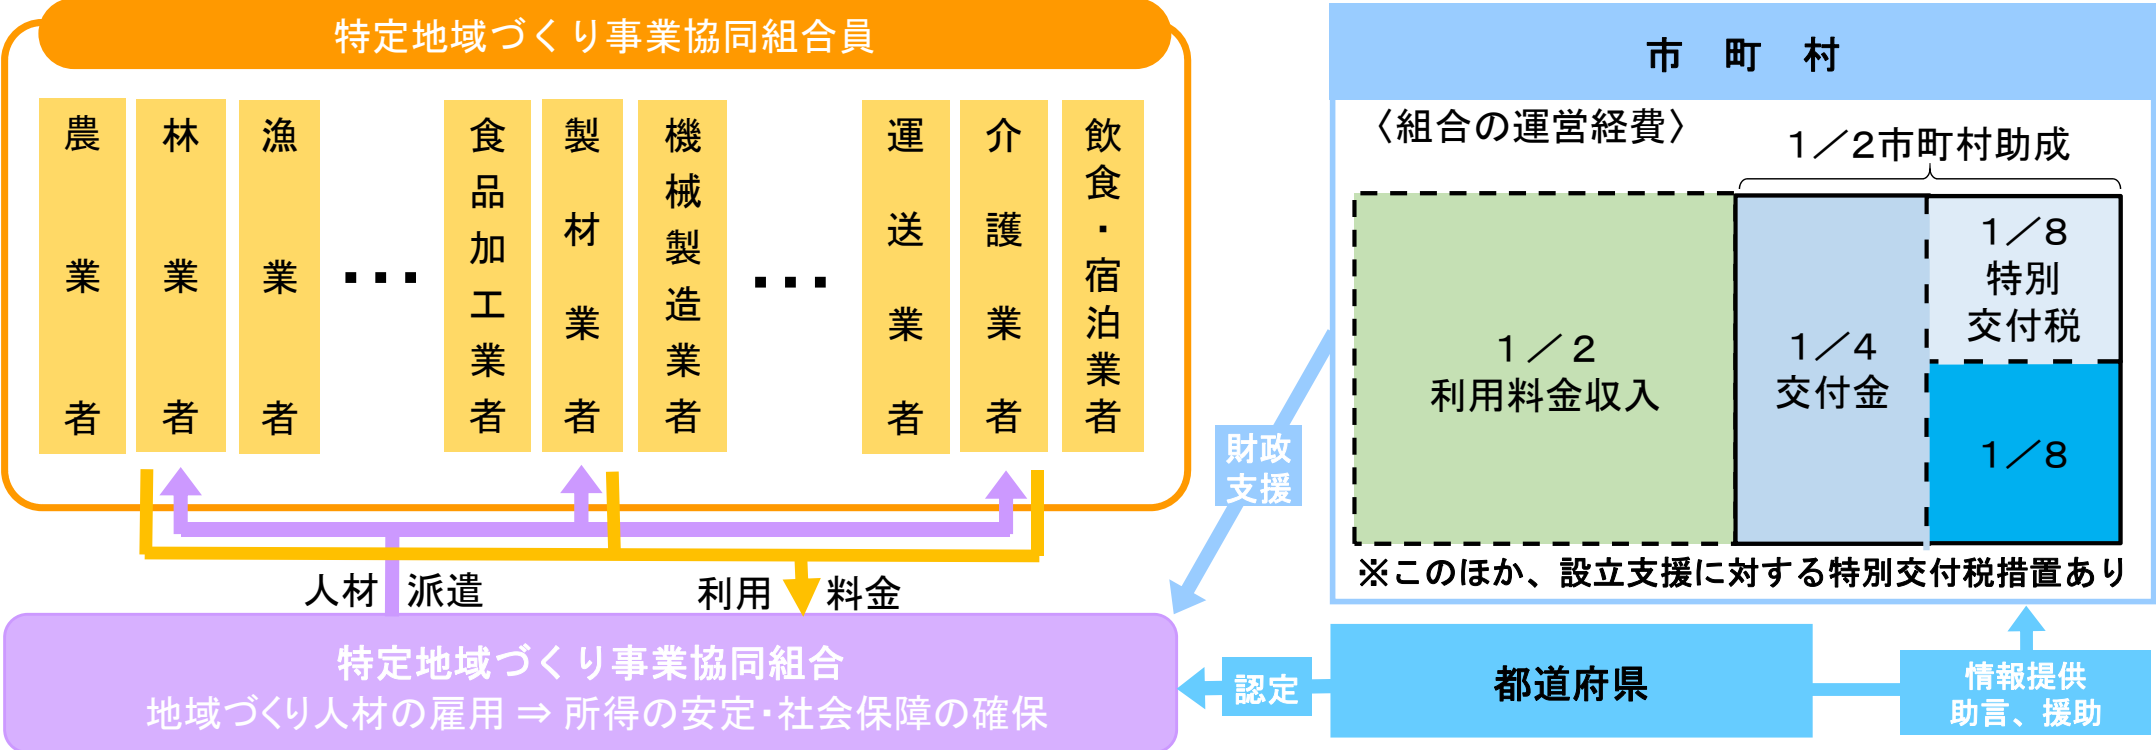 特定地域づくり事業協同組合員
農業者
林業者
漁業者
・・・
食品加工業者
製材業者
機械製造業者
・・・
運送業者
介護業者
飲食・宿泊業者
人材派遣
利用料金
特定地域づくり事業協同組合
地域づくり人材の雇用 ⇒ 所得の安定・社会保障の確保
財政
支援
市町村
〈組合の運営経費〉
1／2市町村助成
1／2
利用料金収入
1／4
交付金
1／8
特別
交付税
1／8
※このほか、設立支援に対する特別交付税措置あり
認定
都道府県
情報提供
助言、援助